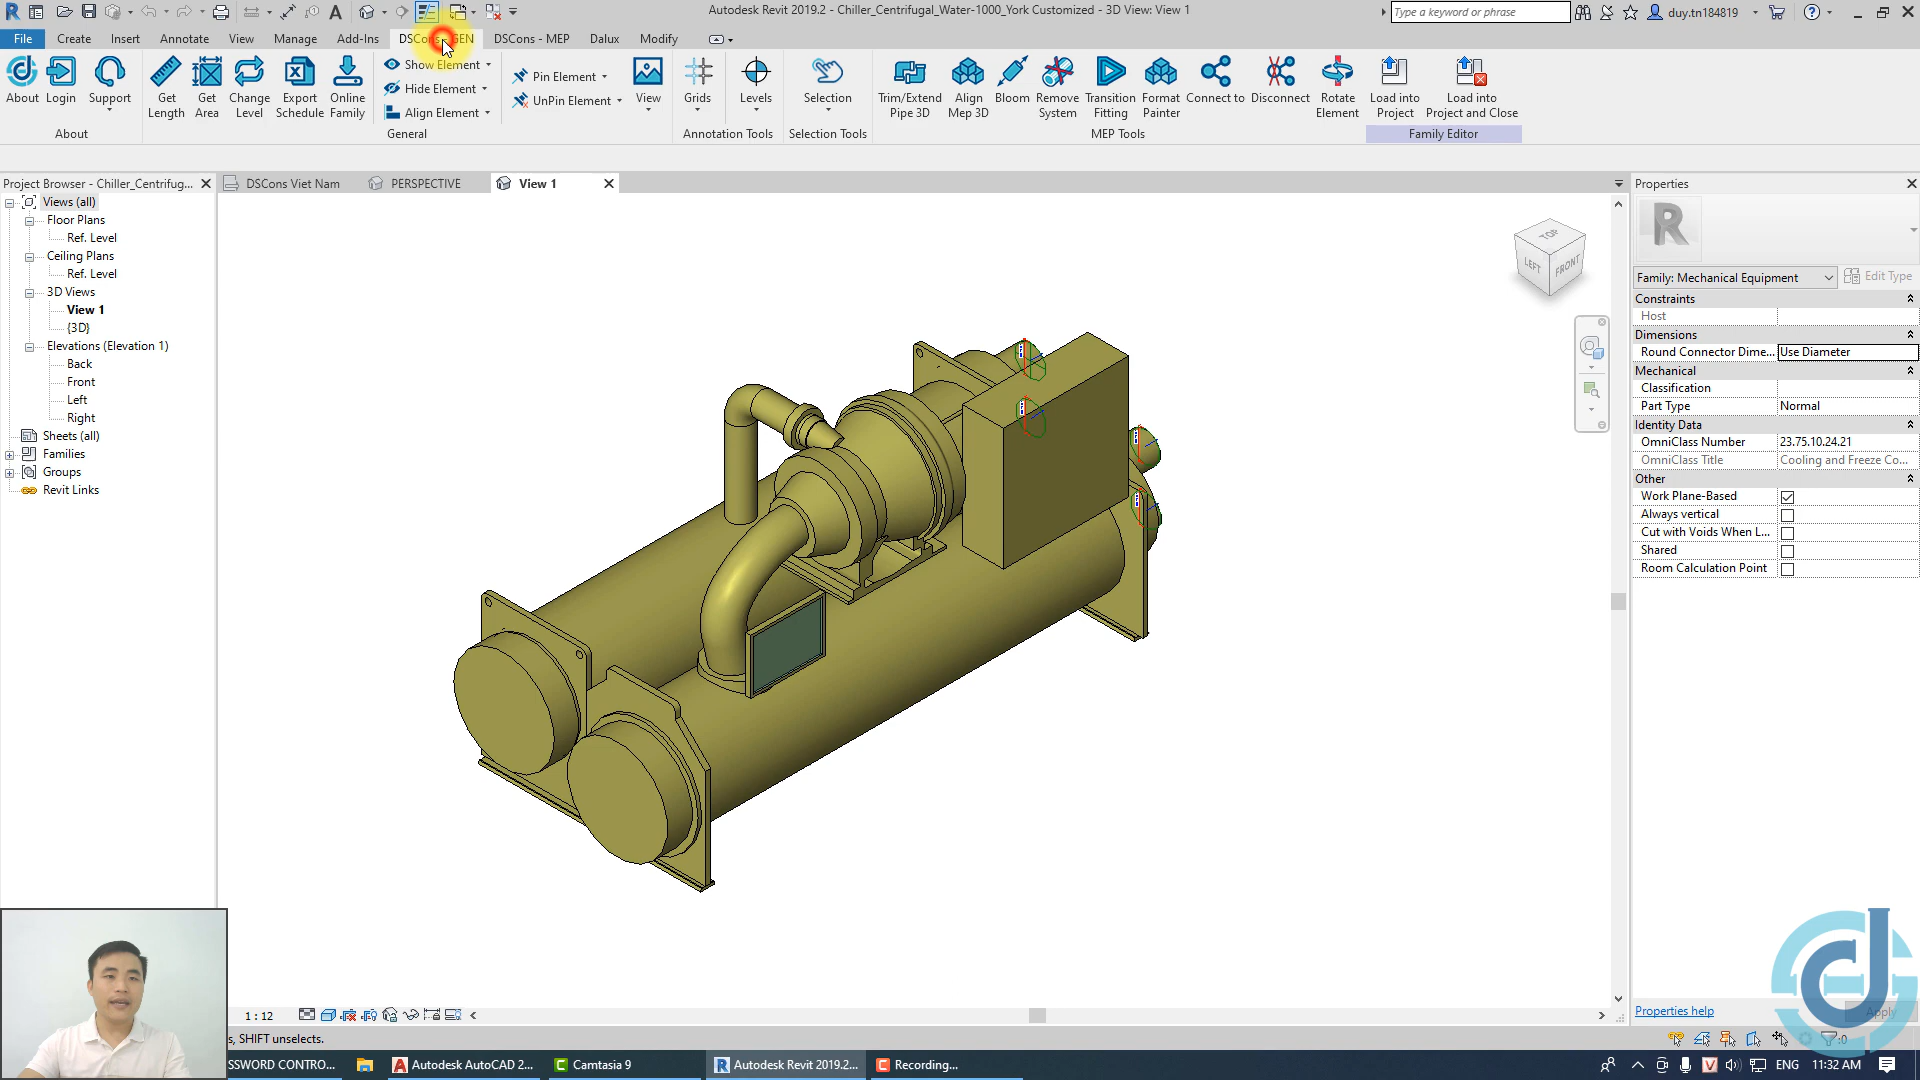 Autodesk Revit 2019.2 - Chiller_Centrifugal_Water-1000_York Customized - 3D View: View 1
Type a keyword or phrase
duy.tn184819
File Create Insert Annotate View Manage Add-Ins DSCons - GEN DSCons - MEP Dalux Modify
About
Login
Support
About
Get Length
Get Area
Change Level
Export Schedule
Online Family
Show Element
Hide Element
Align Element
General
Pin Element
UnPin Element
View
Grids
Levels
Annotation Tools
Selection
Selection Tools
Trim/Extend Pipe 3D
Align Mep 3D
Bloom
Remove System
Transition Fitting
Format Painter
Connect to
Disconnect
Rotate Element
MEP Tools
Load into Project
Load into Project and Close
Family Editor
Project Browser - Chiller_Centrifug...
DSCons Viet Nam
PERSPECTIVE
View 1
Views (all)
Floor Plans
Ref. Level
Ceiling Plans
Ref. Level
3D Views
View 1
{3D}
Elevations (Elevation 1)
Back
Front
Left
Right
Sheets (all)
Families
Groups
Revit Links
TOP
LEFT
FRONT
Properties
R
Family: Mechanical Equipment
Edit Type
Constraints
Host
Dimensions
Round Connector Dime... Use Diameter
Mechanical
Classification
Part Type Normal
Identity Data
OmniClass Number 23.75.10.24.21
OmniClass Title Cooling and Freeze Co...
Other
Work Plane-Based
Always vertical
Cut with Voids When L...
Shared
Room Calculation Point
Properties help
Apply
1 : 12
s, SHIFT unselects.
:0
SSWORD CONTRO...
Autodesk AutoCAD 2...
Camtasia 9
Autodesk Revit 2019.2...
Recording...
ENG
11:32 AM